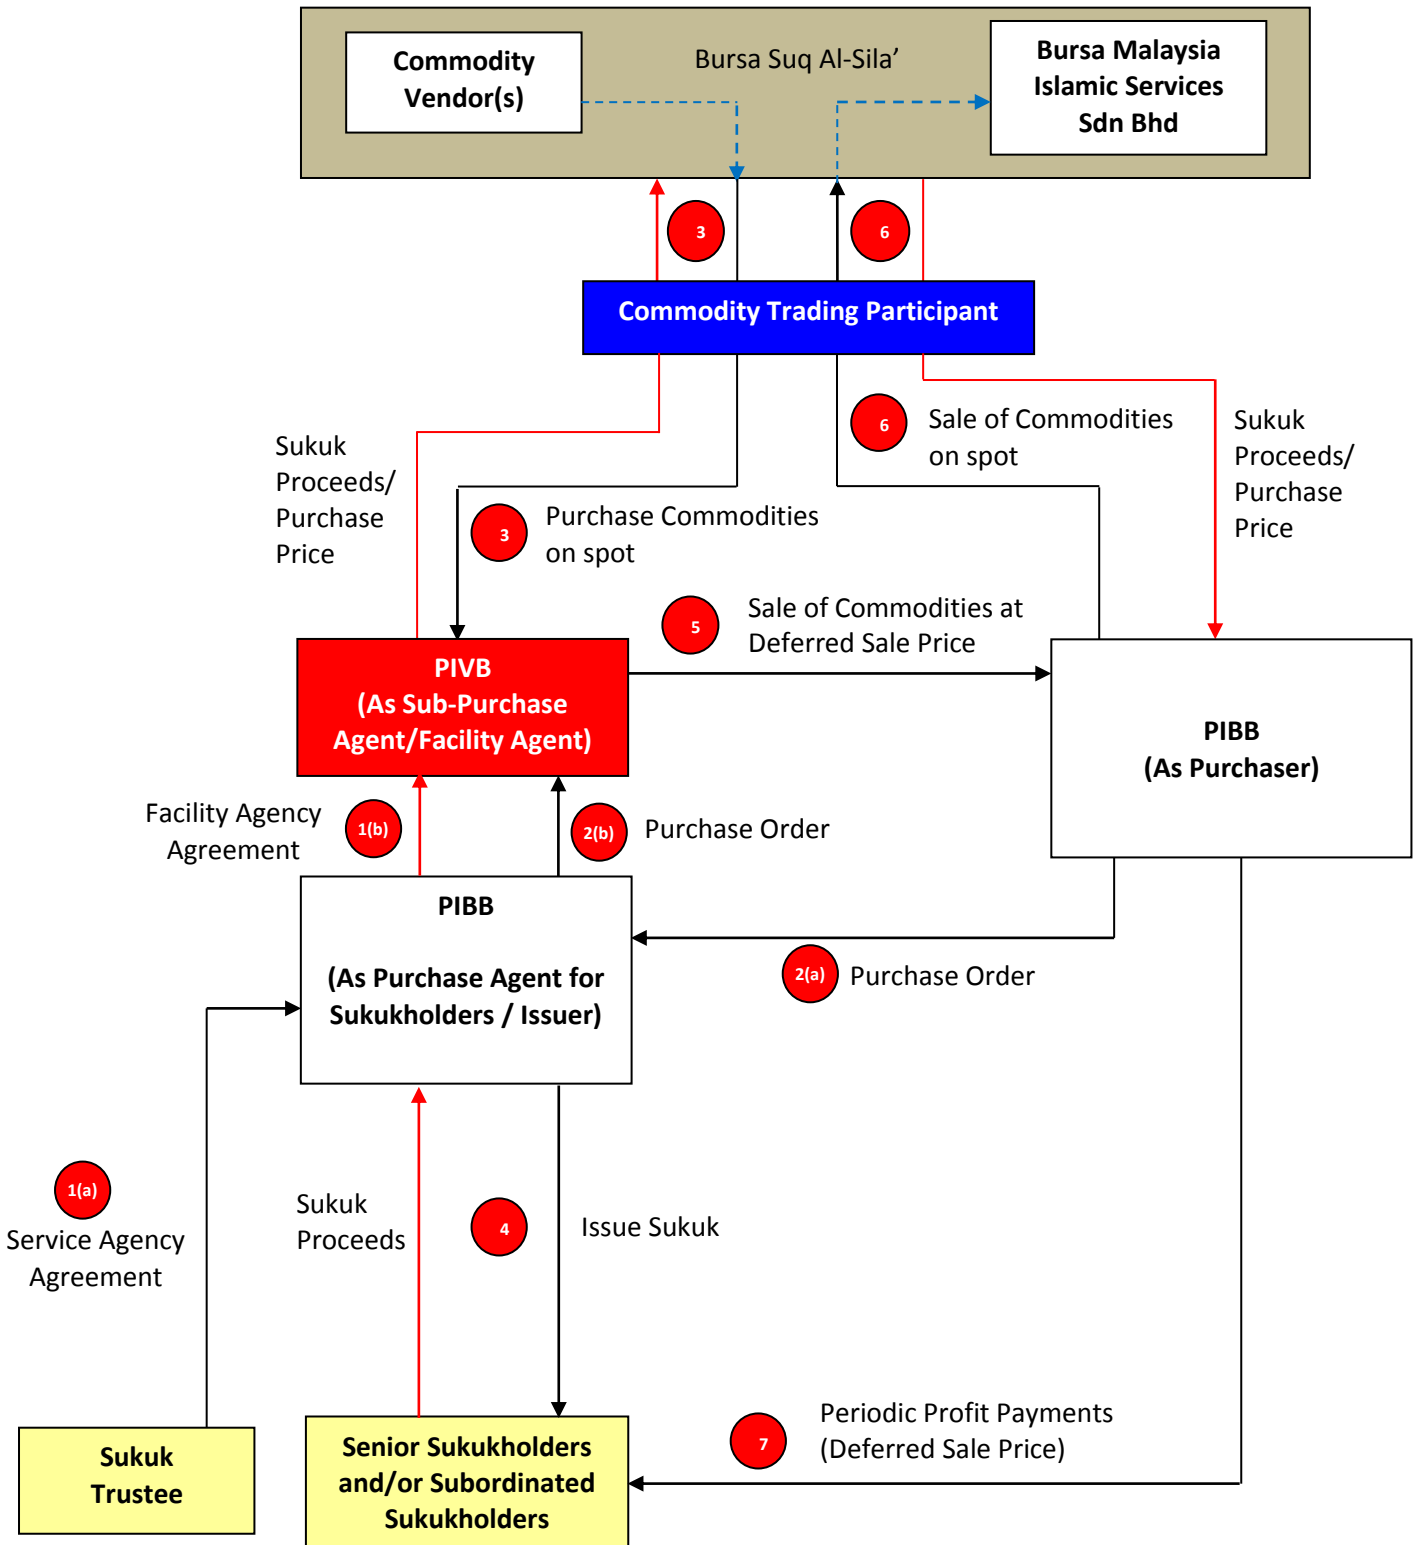 Commodity
Vendor(s)
Bursa Suq Al-Sila’
Bursa Malaysia
Islamic Services
Sdn Bhd
3
6
Commodity Trading Participant
Sukuk
Proceeds/
Purchase
Price
6
Sale of Commodities
on spot
Sukuk
Proceeds/
Purchase
Price
3
Purchase Commodities
on spot
5
Sale of Commodities at
Deferred Sale Price
PIVB
(As Sub-Purchase
Agent/Facility Agent)
PIBB
(As Purchaser)
Facility Agency
Agreement
1(b)
2(b)
Purchase Order
PIBB
(As Purchase Agent for
Sukukholders / Issuer)
2(a)
Purchase Order
1(a)
Service Agency
Agreement
Sukuk
Proceeds
4
Issue Sukuk
7
Periodic Profit Payments
(Deferred Sale Price)
Sukuk
Trustee
Senior Sukukholders
and/or Subordinated
Sukukholders